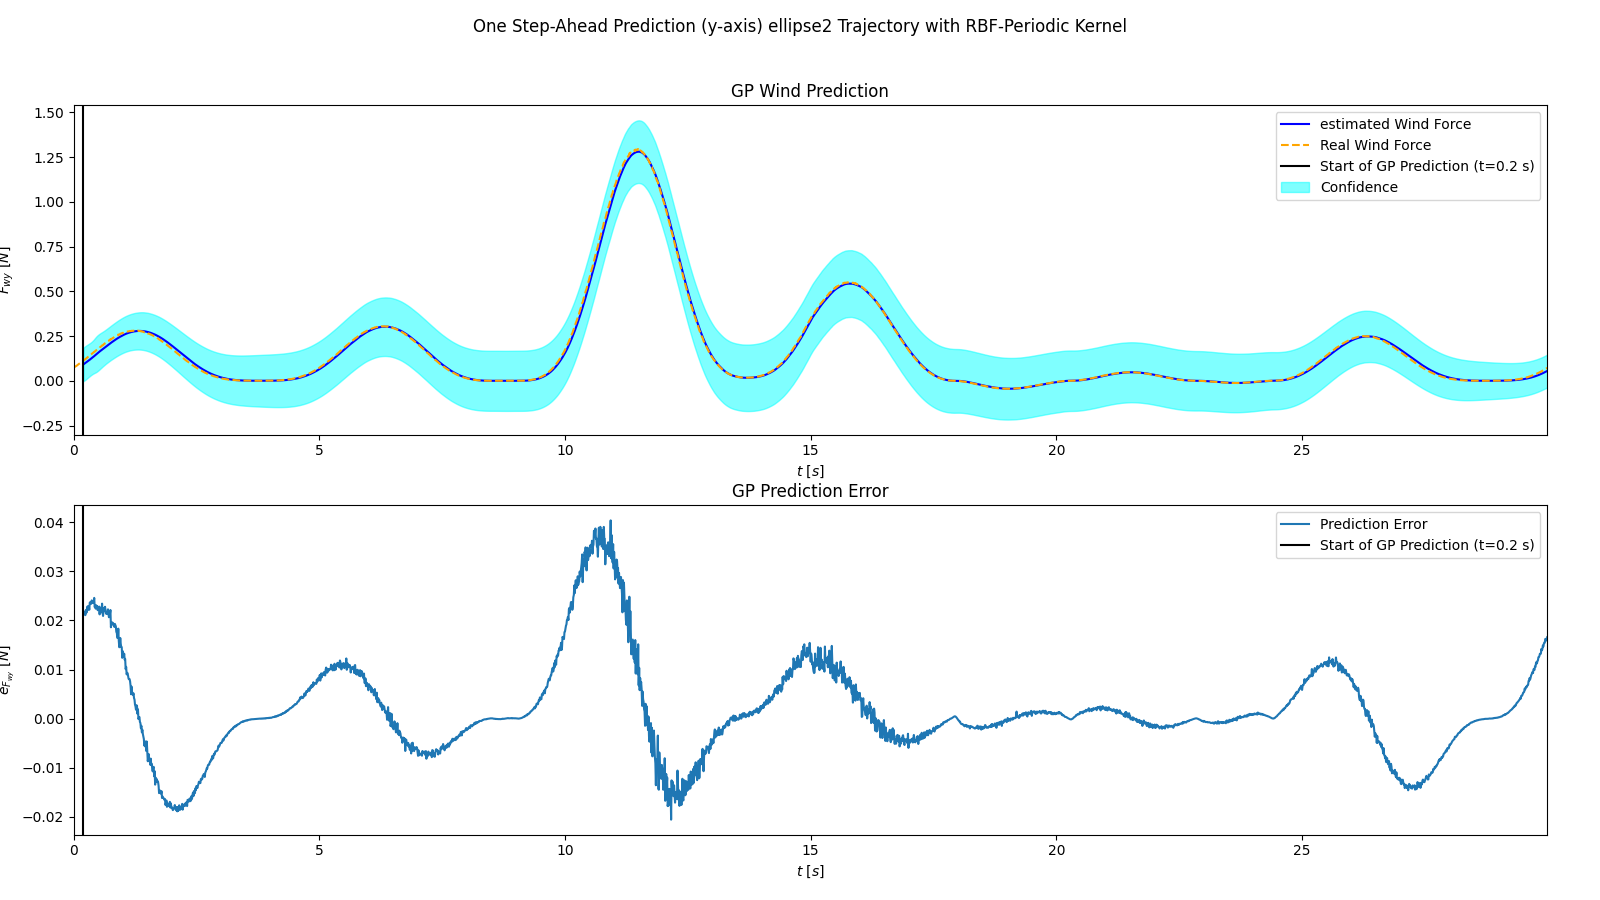 One Step-Ahead Prediction (y-axis) ellipse2 Trajectory with RBF-Periodic Kernel
GP Wind Prediction
1.50
1.25
1.00
0.75
0.50
0.25
0.00
−0.25
F_wy [N]
estimated Wind Force
Real Wind Force
Start of GP Prediction (t=0.2 s)
Confidence
0 5 10 15 20 25
t [s]
GP Prediction Error
0.04
0.03
0.02
0.01
0.00
−0.01
−0.02
e_F_wy [N]
Prediction Error
Start of GP Prediction (t=0.2 s)
0 5 10 15 20 25
t [s]